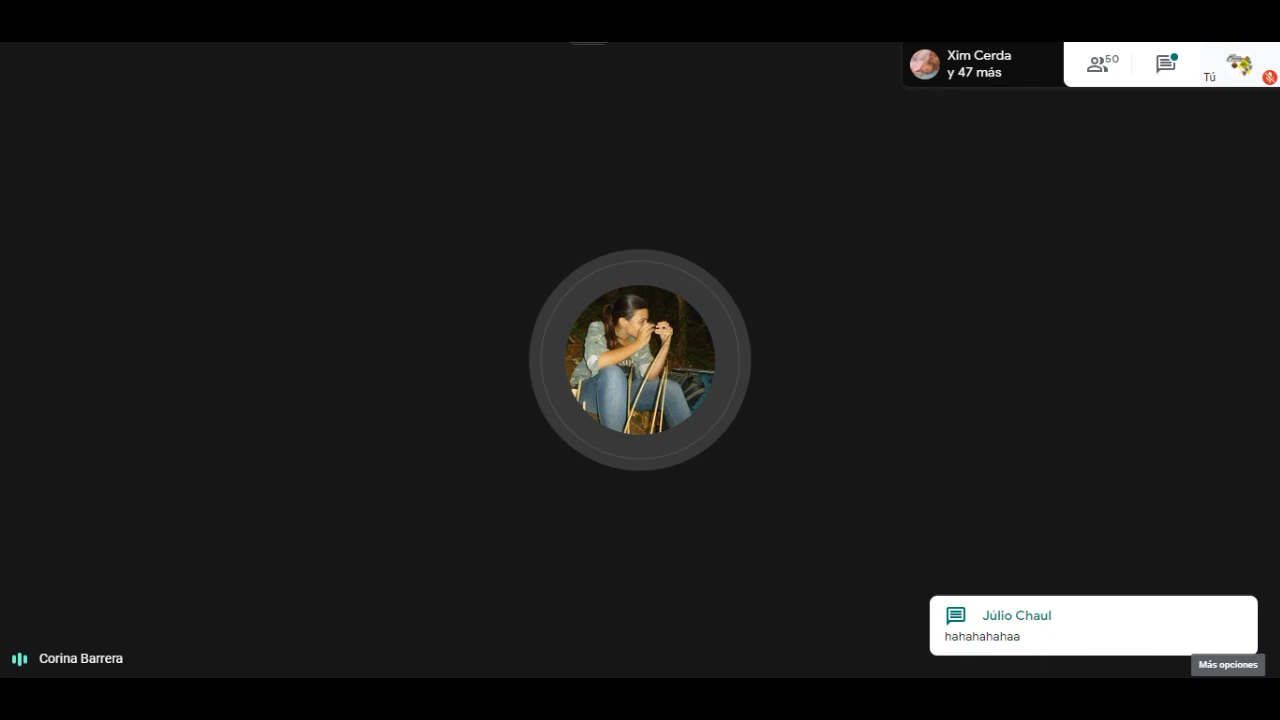 Xim Cerda
y 47 más
50
Tú
Júlio Chaul
hahahahahaa
Corina Barrera
Más opciones